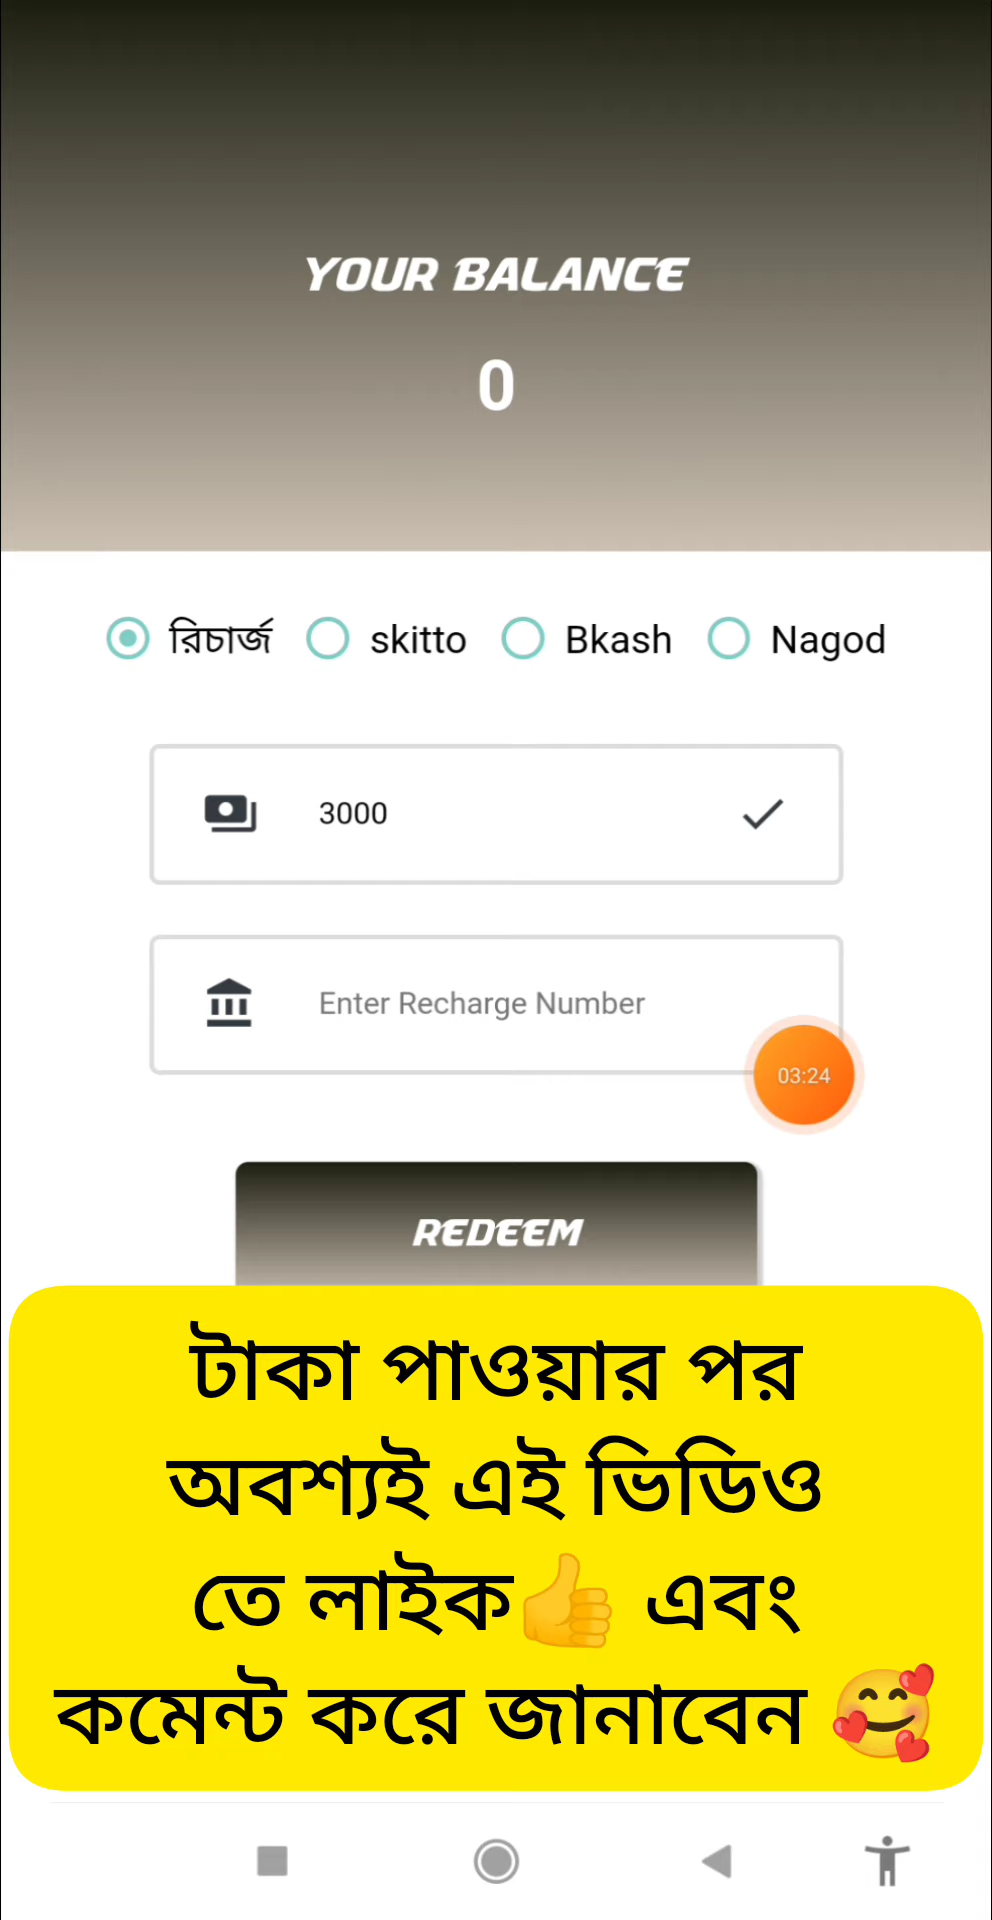 YOUR BALANCE
0
রিচার্জ skitto Bkash Nagod
3000
Enter Recharge Number
03:24
REDEEM
টাকা পাওয়ার পর
অবশ্যই এই ভিডিও
তে লাইক👍 এবং
কমেন্ট করে জানাবেন 🥰